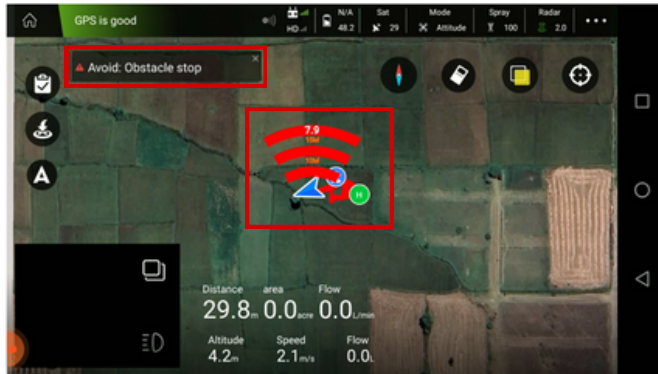 GPS is good
HD
N/A
48.2
Sat
29
Mode
Attitude
Spray
100
Radar
2.0
Avoid: Obstacle stop
7.9
10M
A
H
Distance
29.8m
area
0.0acre
Flow
0.0L/min
Altitude
4.2m
Speed
2.1m/s
Flow
0.0L